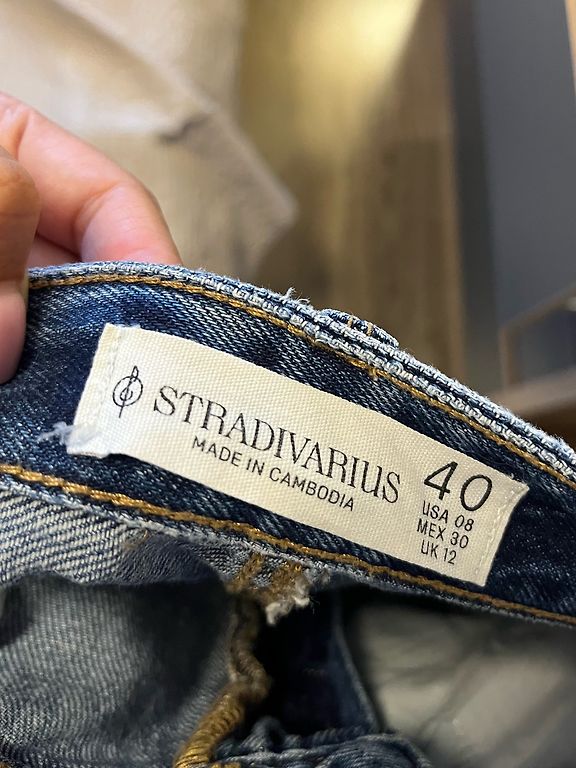 STRADIVARIUS
MADE IN CAMBODIA
40
USA 08
MEX 30
UK 12